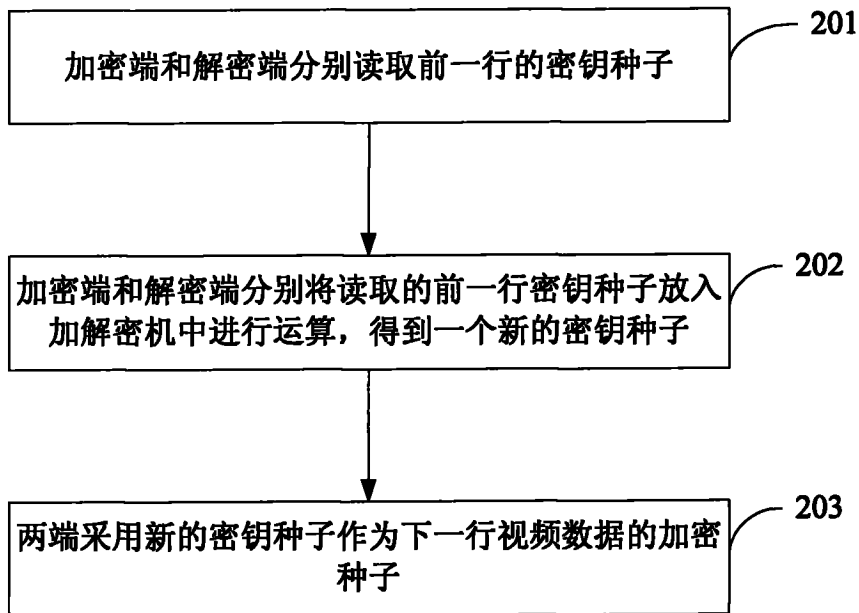 201
加密端和解密端分别读取前一行的密钥种子
202
加密端和解密端分别将读取的前一行密钥种子放入
加解密机中进行运算，得到一个新的密钥种子
203
两端采用新的密钥种子作为下一行视频数据的加密
种子